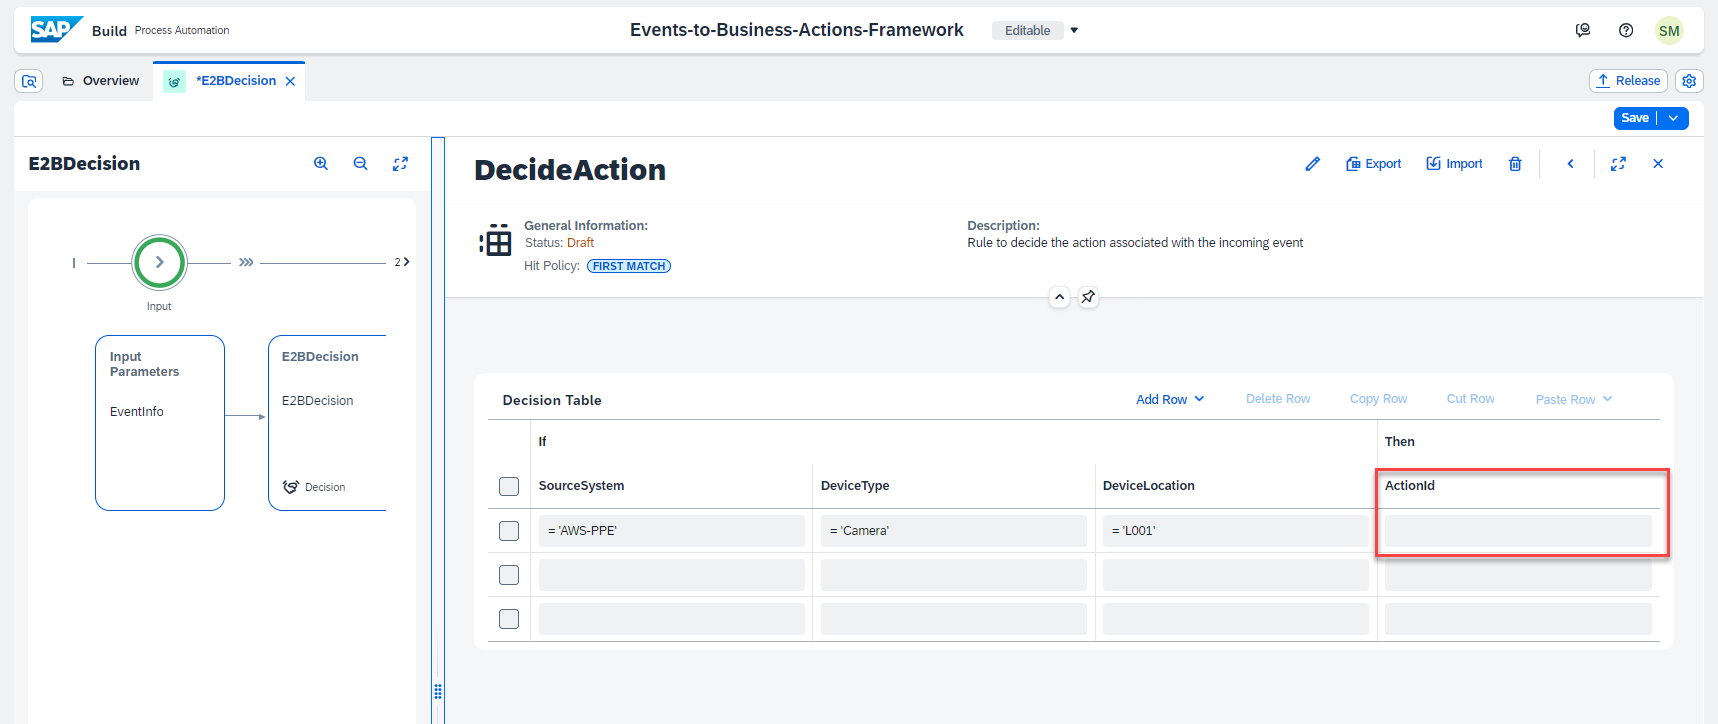 SAP Build Process Automation
Events-to-Business-Actions-Framework
Editable
SM
Overview
*E2BDecision
Release
Save
E2BDecision
DecideAction
Export
Import
General Information:
Status: Draft
Hit Policy: FIRST MATCH
Description:
Rule to decide the action associated with the incoming event
2
Input
Input
Parameters
EventInfo
E2BDecision
E2BDecision
Decision
Decision Table
Add Row
Delete Row
Copy Row
Cut Row
Paste Row
If
Then
SourceSystem
DeviceType
DeviceLocation
ActionId
= 'AWS-PPE'
= 'Camera'
= 'L001'